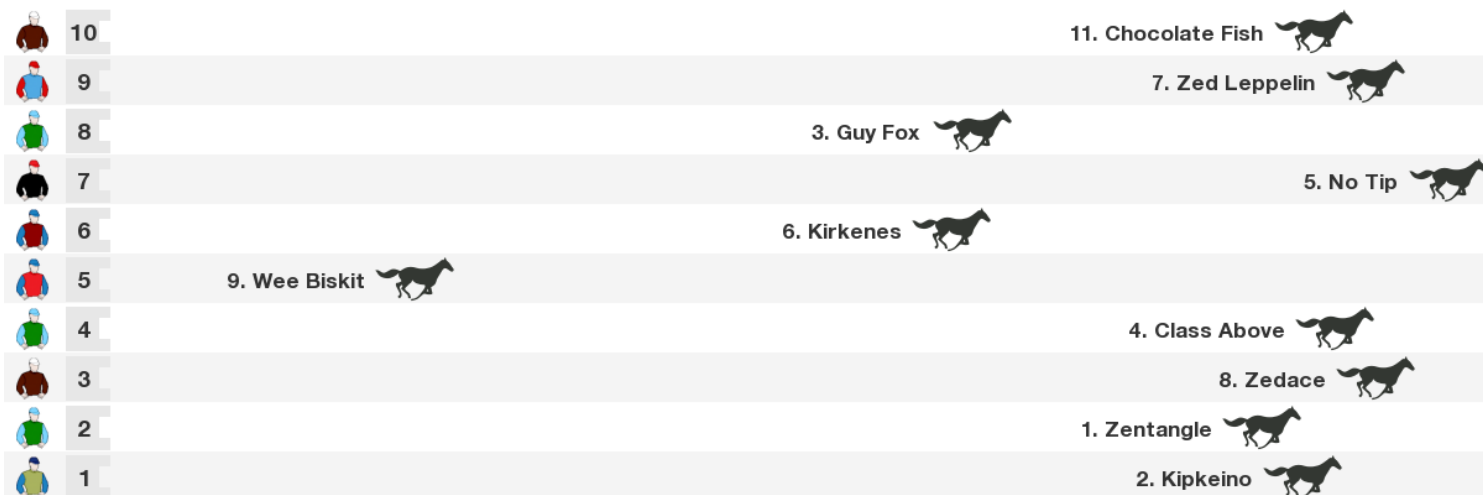 10 11. Chocolate Fish
9 7. Zed Leppelin
8 3. Guy Fox
7 5. No Tip
6 6. Kirkenes
5 9. Wee Biskit
4 4. Class Above
3 8. Zedace
2 1. Zentangle
1 2. Kipkeino